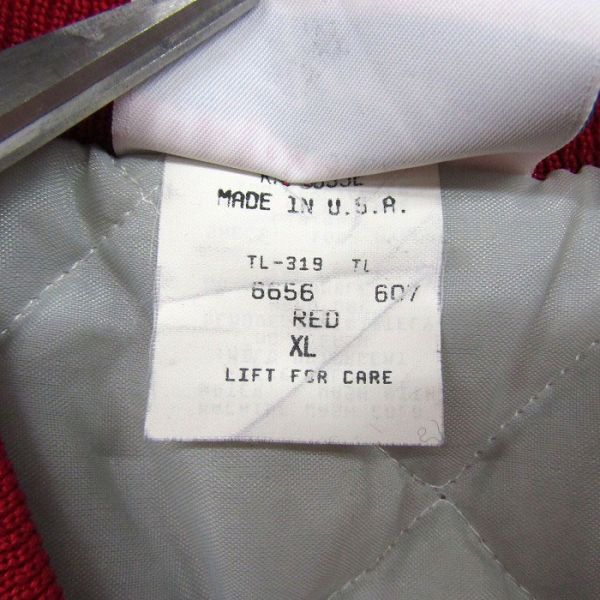 MADE IN U.S.A.
TL-319 TL
6656 607
RED
XL
LIFT FOR CARE